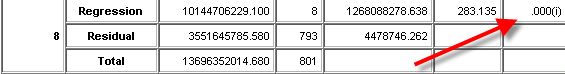 Regression 10144706229.100 8 1268088278.638 283.135 .000(i)
8 Residual 3551645785.580 793 4478746.262
Total 13696352014.680 801